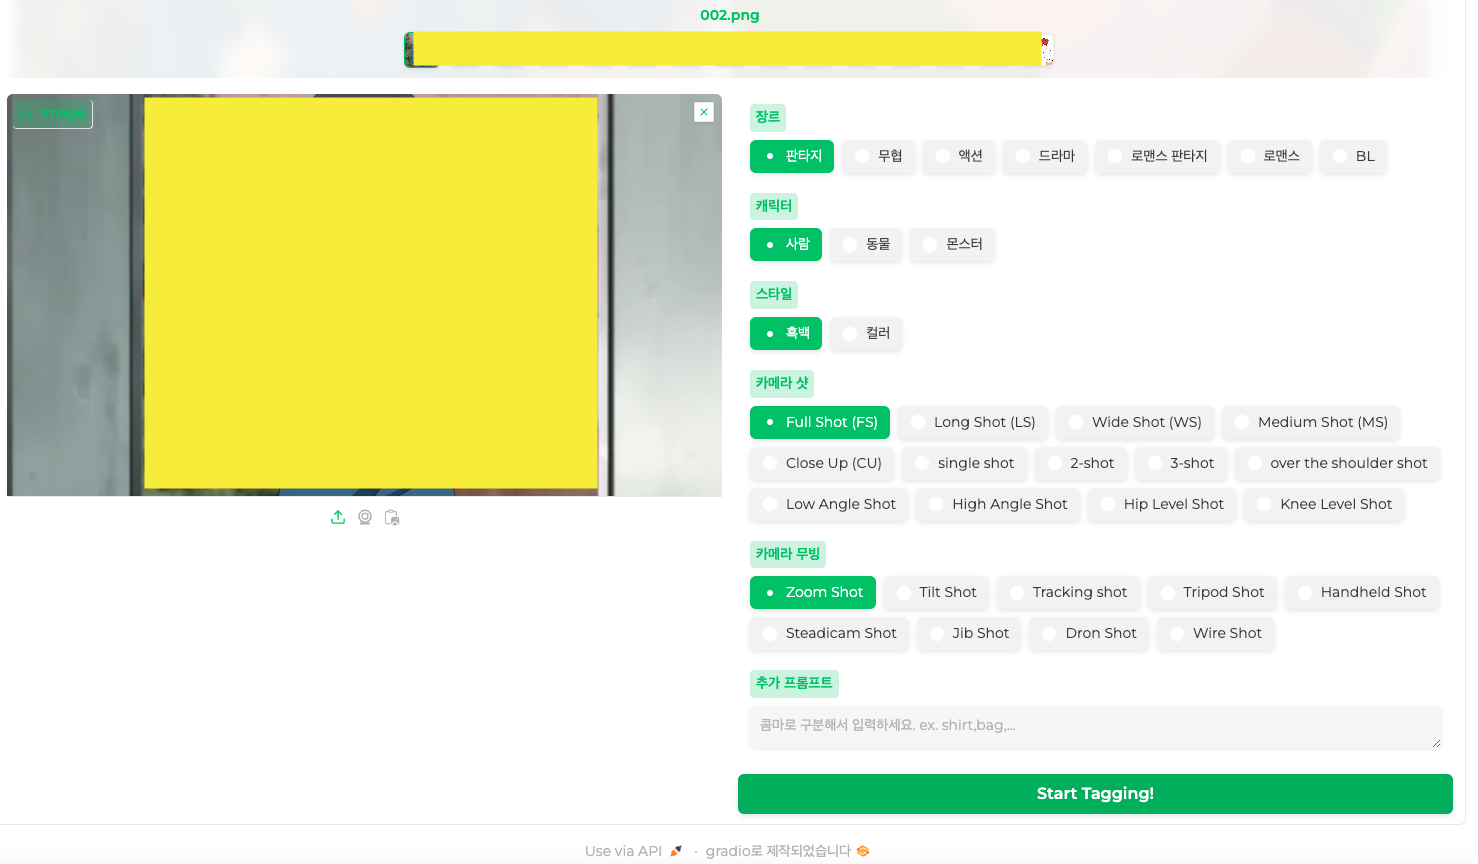 002.png
Image
장르
판타지 무협 액션 드라마 로맨스 판타지 로맨스 BL
캐릭터
사람 동물 몬스터
스타일
흑백 컬러
카메라 샷
Full Shot (FS) Long Shot (LS) Wide Shot (WS) Medium Shot (MS)
Close Up (CU) single shot 2-shot 3-shot over the shoulder shot
Low Angle Shot High Angle Shot Hip Level Shot Knee Level Shot
카메라 무빙
Zoom Shot Tilt Shot Tracking shot Tripod Shot Handheld Shot
Steadicam Shot Jib Shot Dron Shot Wire Shot
추가 프롬프트
콤마로 구분해서 입력하세요. ex. shirt,bag,...
Start Tagging!
Use via API · gradio로 제작되었습니다